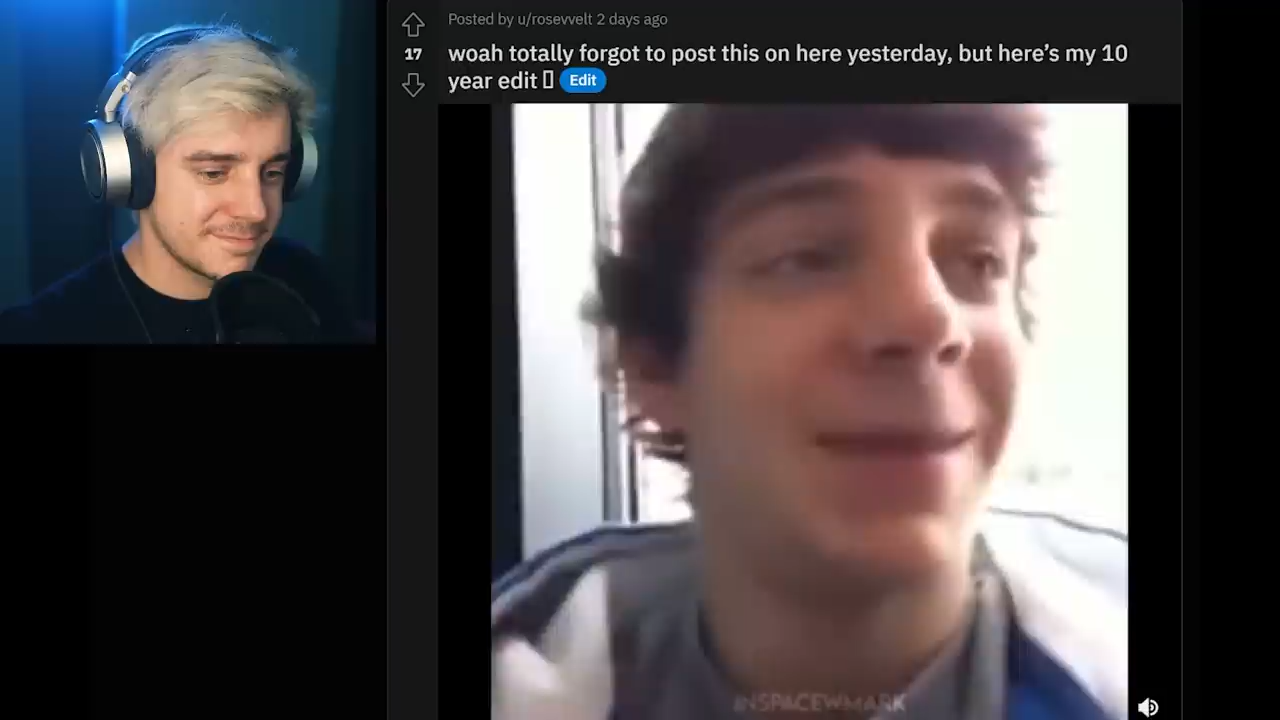 Posted by u/rosevvelt 2 days ago
17
woah totally forgot to post this on here yesterday, but here’s my 10
year edit Edit
INSPACEWMARK